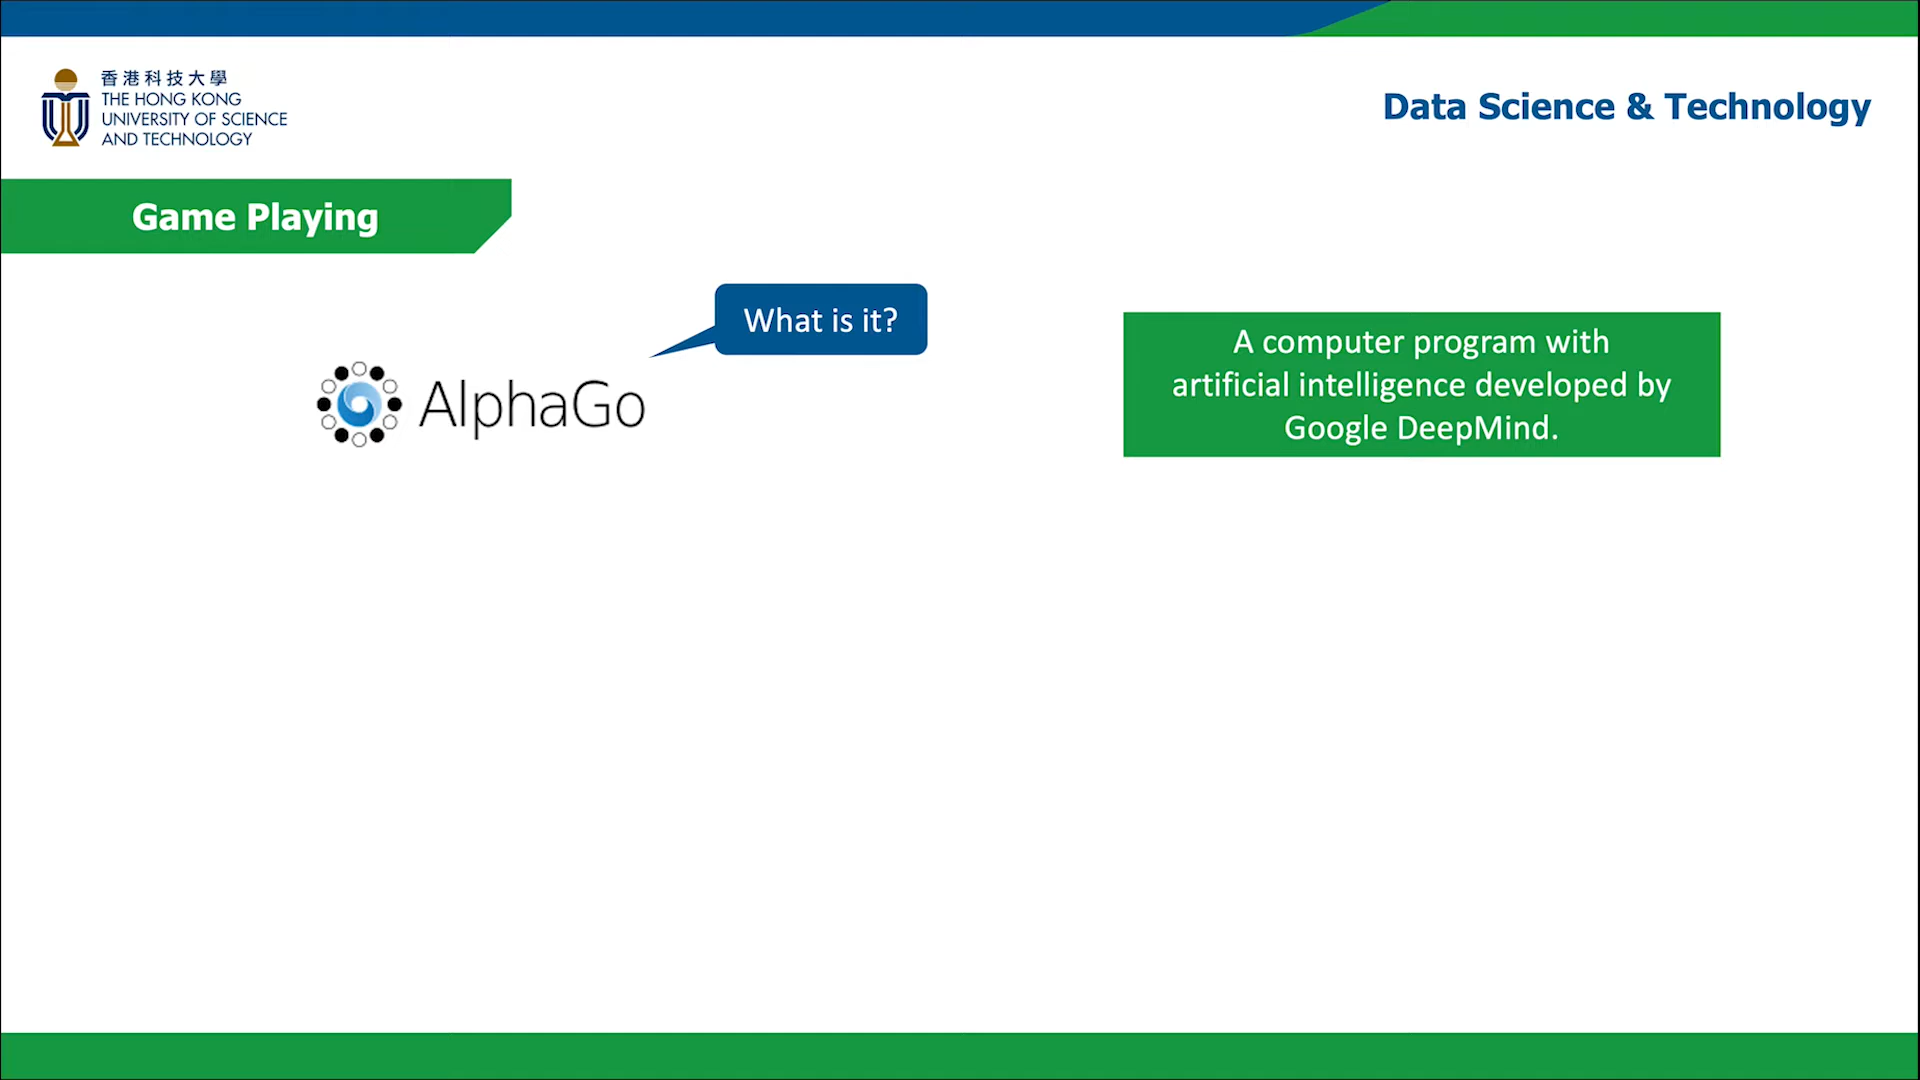 香港科技大學
THE HONG KONG
UNIVERSITY OF SCIENCE
AND TECHNOLOGY
Data Science & Technology
Game Playing
What is it?
AlphaGo
A computer program with
artificial intelligence developed by
Google DeepMind.